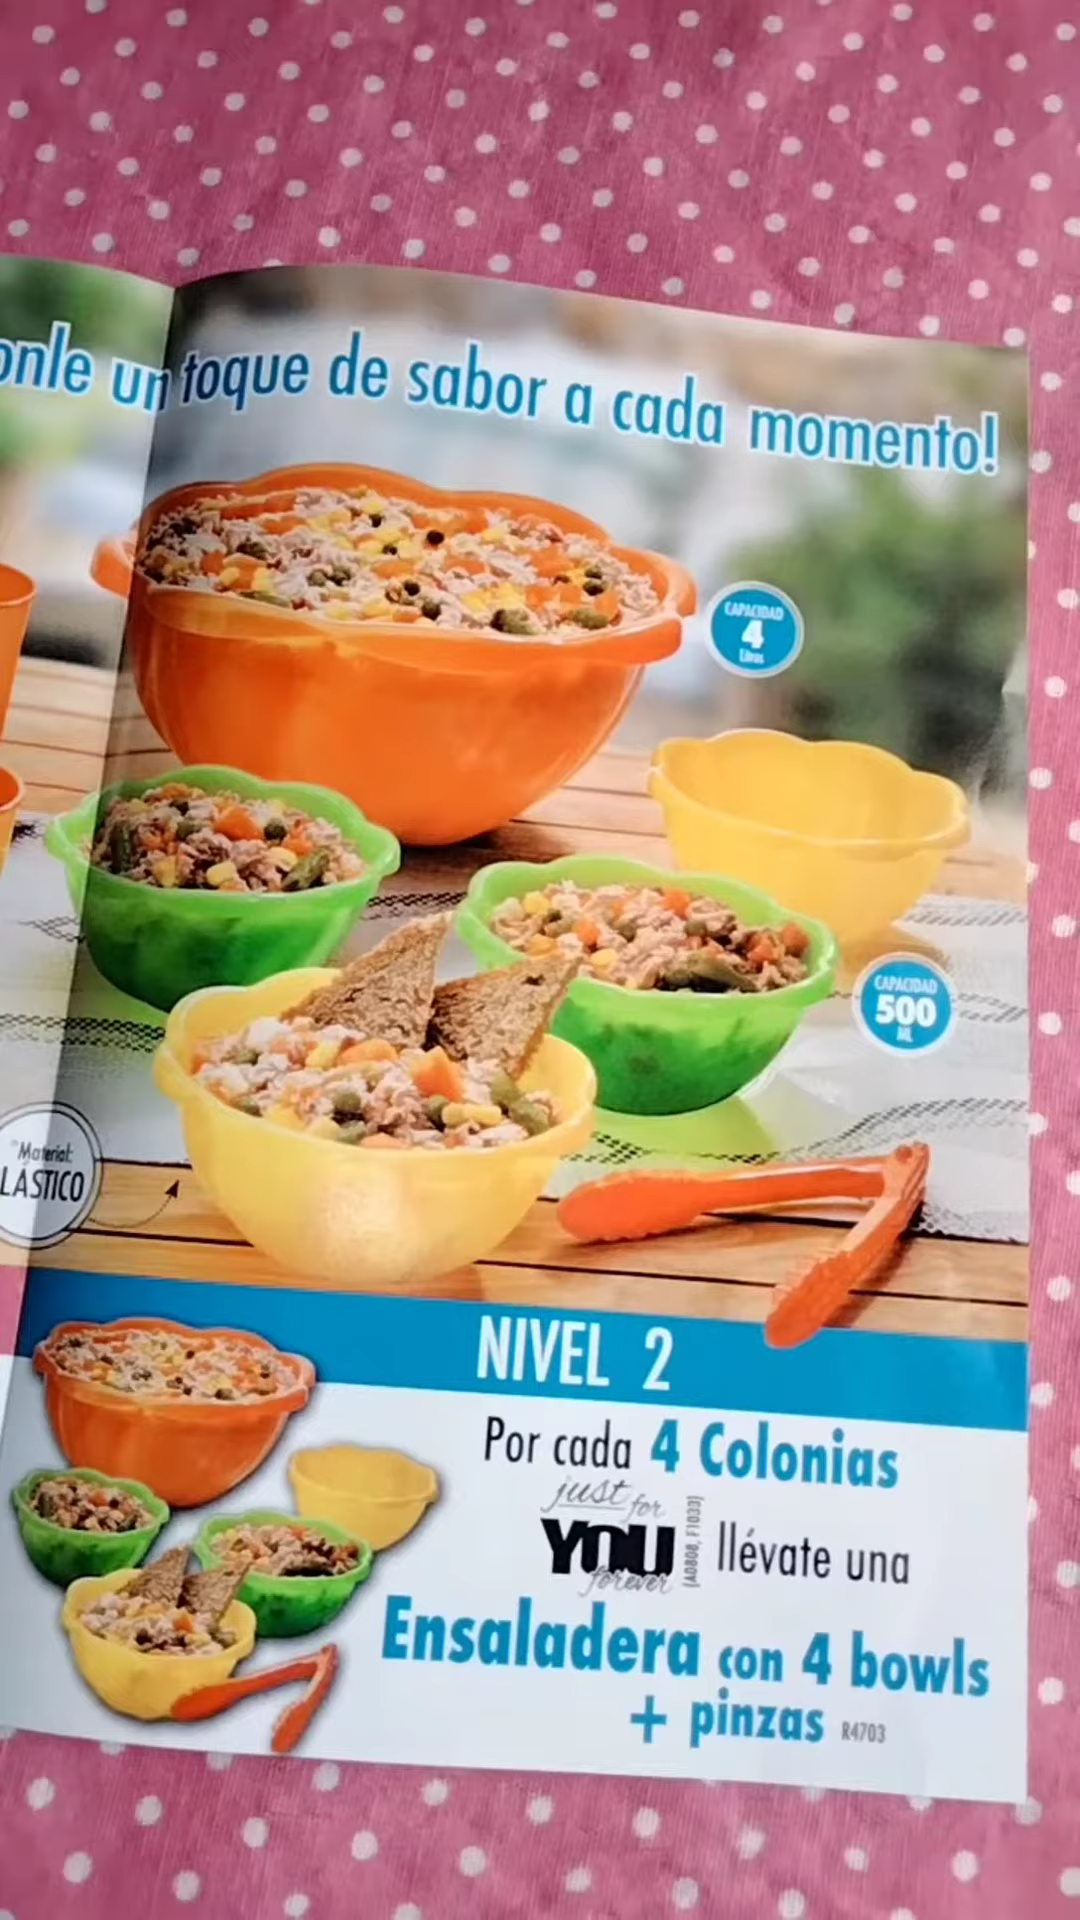 onle un toque de sabor a cada momento!
CAPACIDAD
4
Litros
CAPACIDAD
500
ML
Material:
LÁSTICO
NIVEL 2
Por cada 4 Colonias
just for
YOU
forever
(A0808, F1033)
llévate una
Ensaladera con 4 bowls
+ pinzas R4703